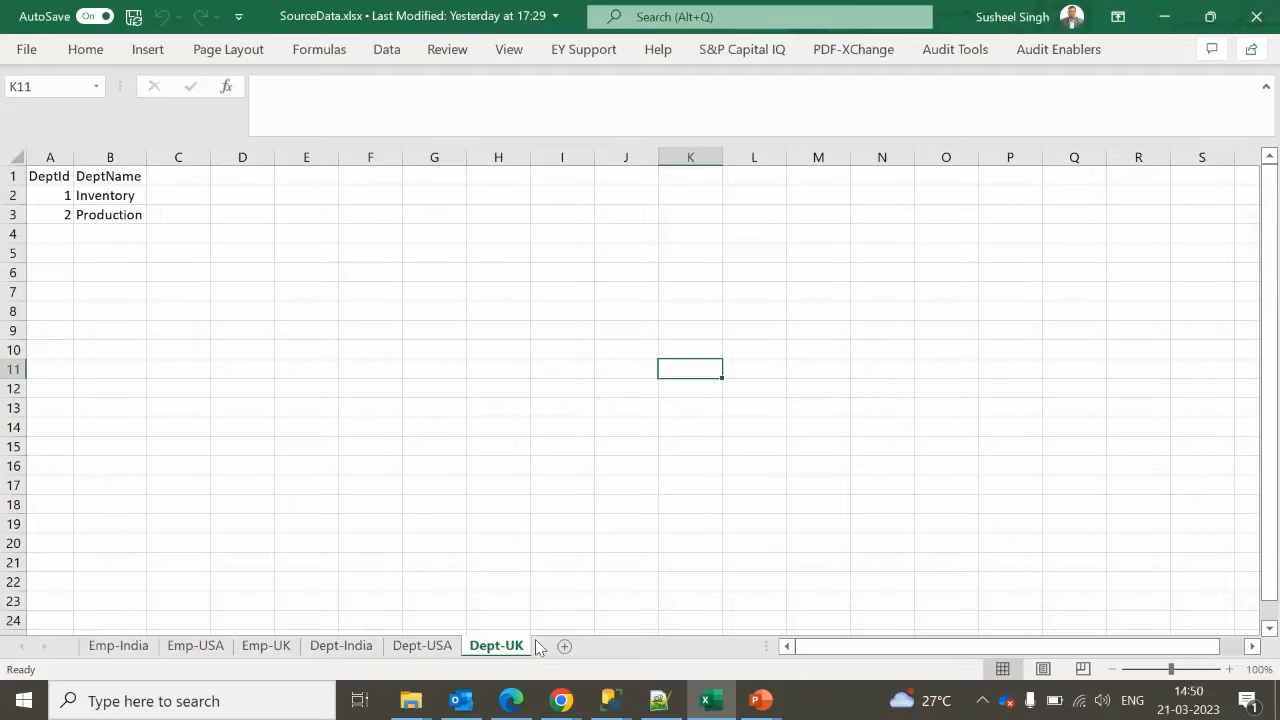 AutoSave On SourceData.xlsx • Last Modified: Yesterday at 17:29 Search (Alt+Q) Susheel Singh
File Home Insert Page Layout Formulas Data Review View EY Support Help S&P Capital IQ PDF-XChange Audit Tools Audit Enablers
K11 fx
A B C D E F G H I J K L M N O P Q R S
1 DeptId DeptName
2 1 Inventory
3 2 Production
4
5
6
7
8
9
10
11
12
13
14
15
16
17
18
19
20
21
22
23
24
Emp-India Emp-USA Emp-UK Dept-India Dept-USA Dept-UK
Ready 100%
Type here to search 27°C ENG 14:50
21-03-2023 1